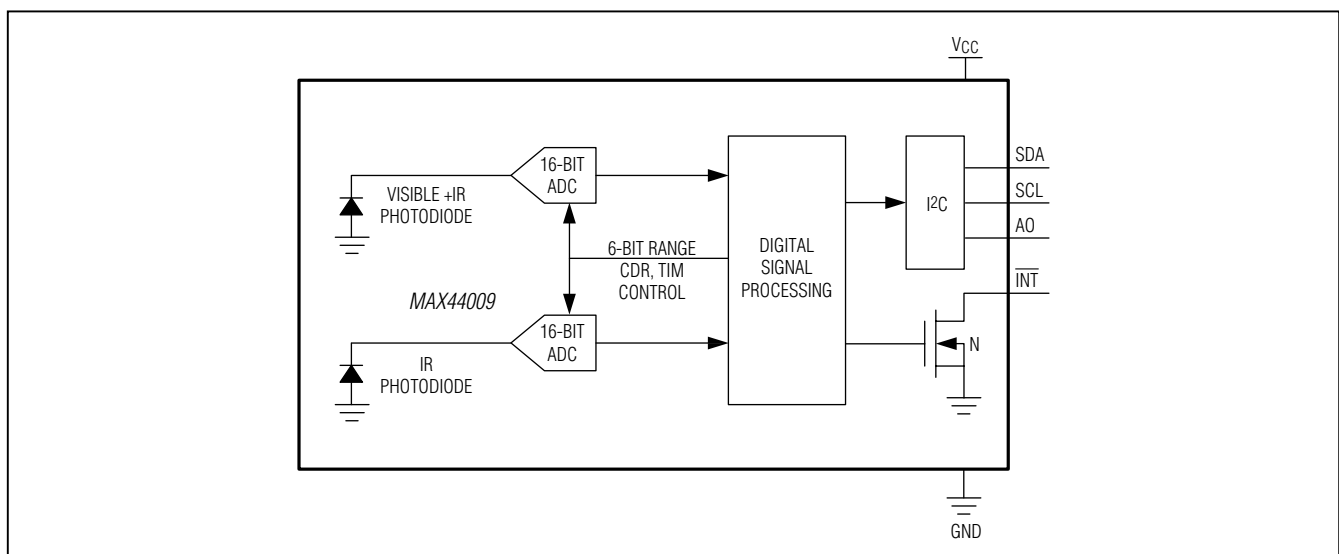 VCC
VISIBLE +IR
PHOTODIODE
16-BIT
ADC
6-BIT RANGE
CDR, TIM
CONTROL
MAX44009
16-BIT
ADC
IR
PHOTODIODE
DIGITAL
SIGNAL
PROCESSING
I2C
SDA
SCL
A0
INT
N
GND